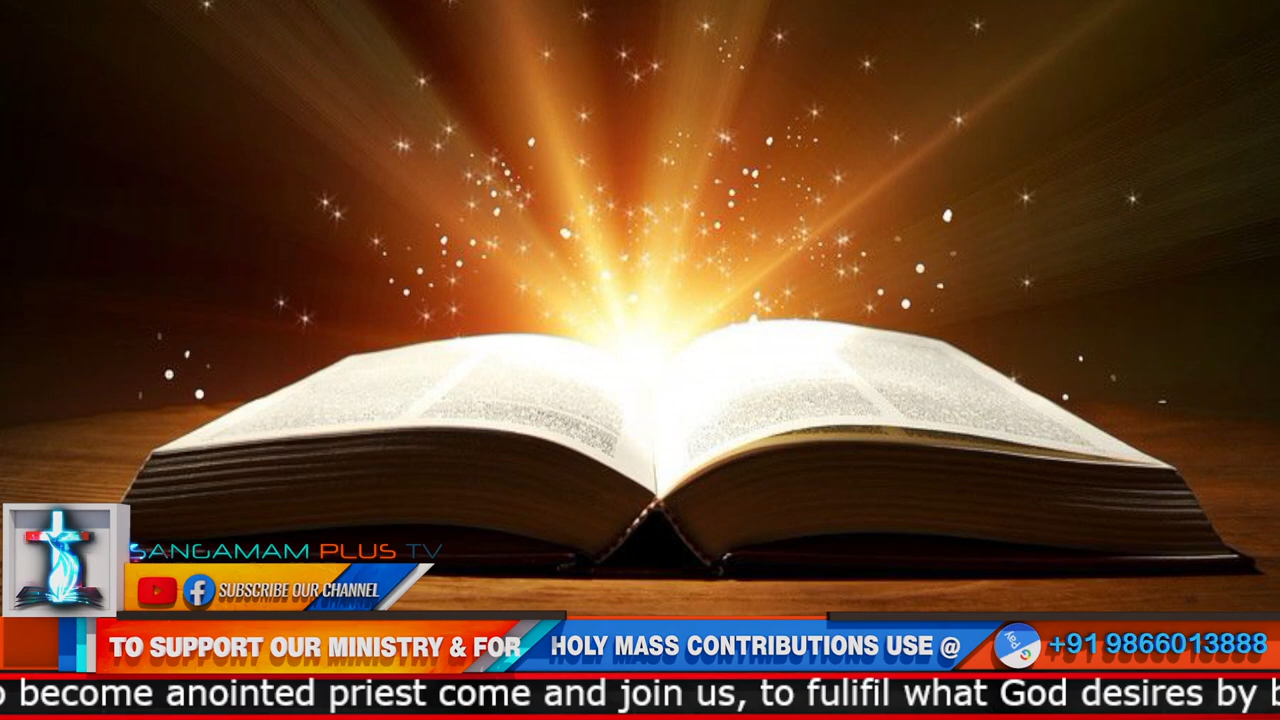 SANGAMAM PLUS TV
SUBSCRIBE OUR CHANNEL
TO SUPPORT OUR MINISTRY & FOR HOLY MASS CONTRIBUTIONS USE @ Pay +91 9866013888
become anointed priest come and join us, to fulifil what God desires by